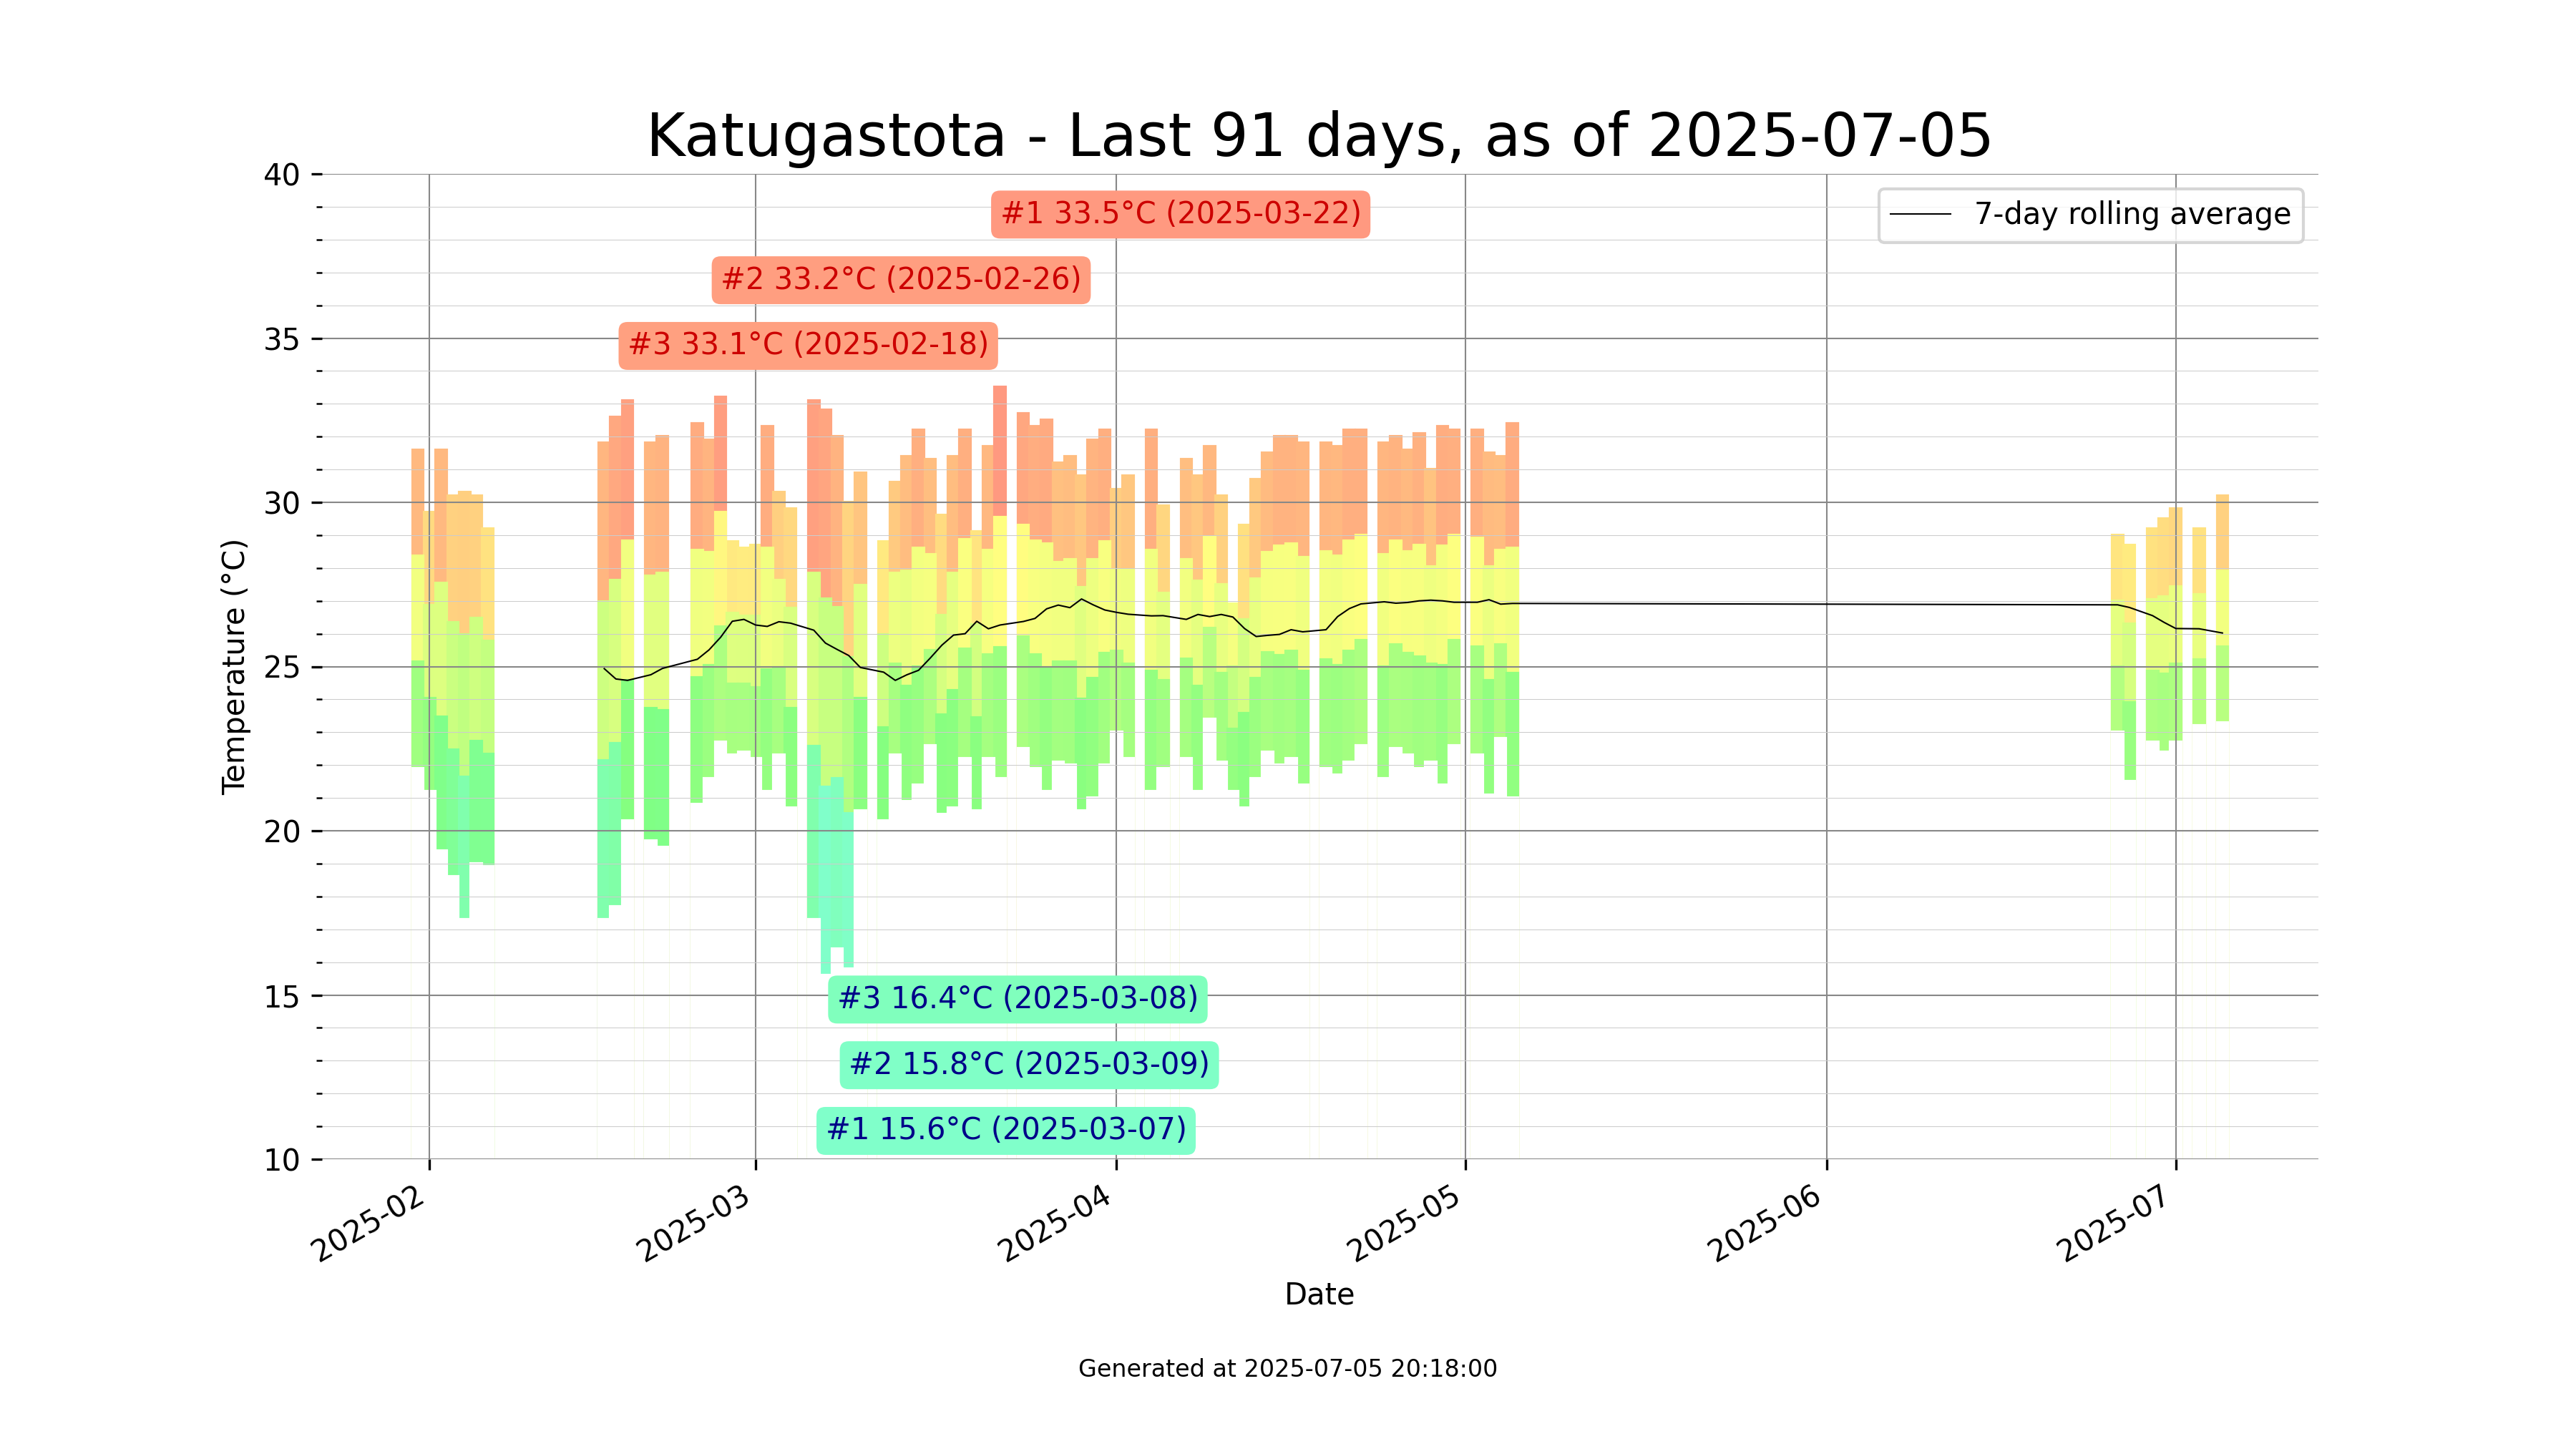 Katugastota - Last 91 days, as of 2025-07-05
40
35
30
25
20
15
10
Temperature (°C)
7-day rolling average
#1 33.5°C (2025-03-22)
#2 33.2°C (2025-02-26)
#3 33.1°C (2025-02-18)
#3 16.4°C (2025-03-08)
#2 15.8°C (2025-03-09)
#1 15.6°C (2025-03-07)
2025-02
2025-03
2025-04
2025-05
2025-06
2025-07
Date
Generated at 2025-07-05 20:18:00